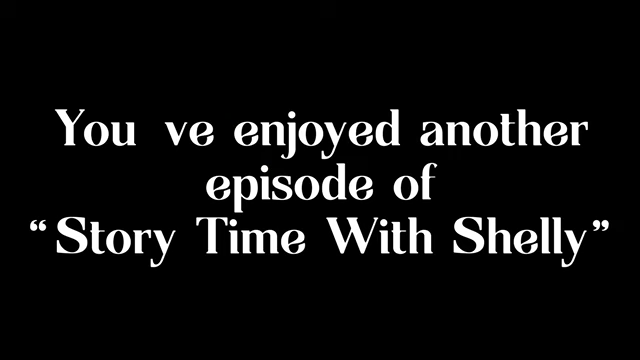 You ve enjoyed another
episode of
“Story Time With Shelly”